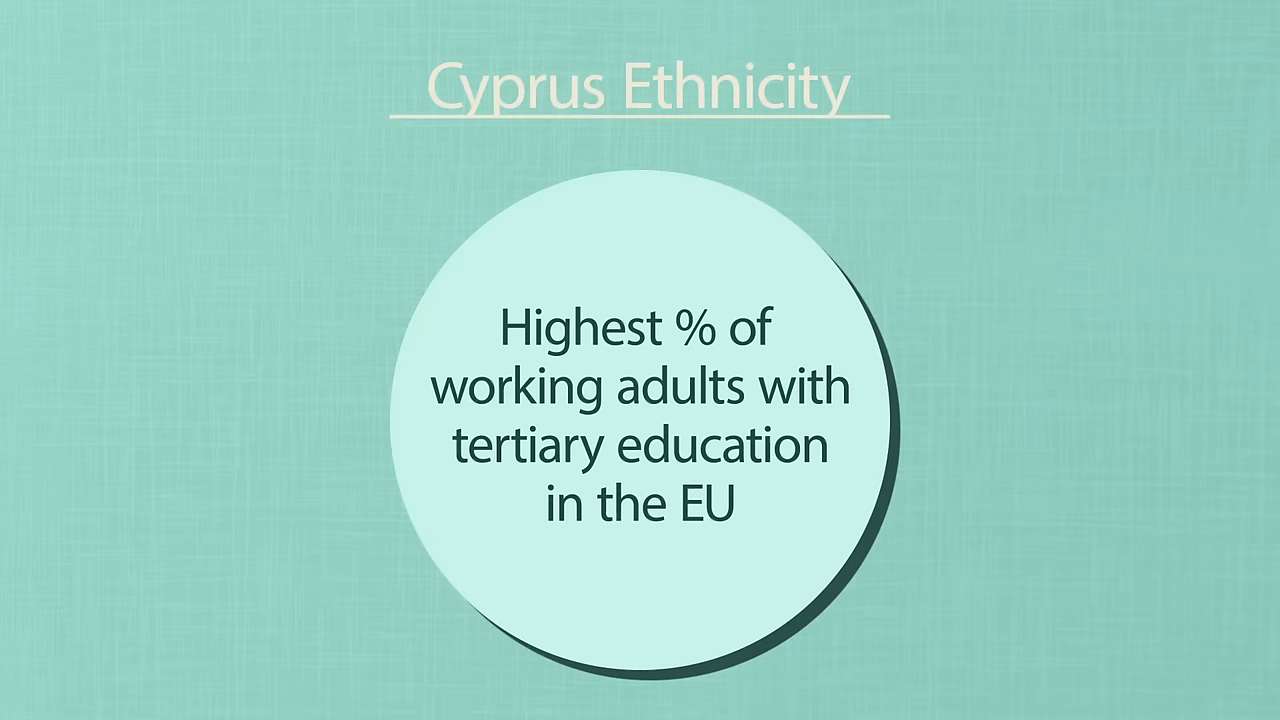 Cyprus Ethnicity
Highest % of
working adults with
tertiary education
in the EU